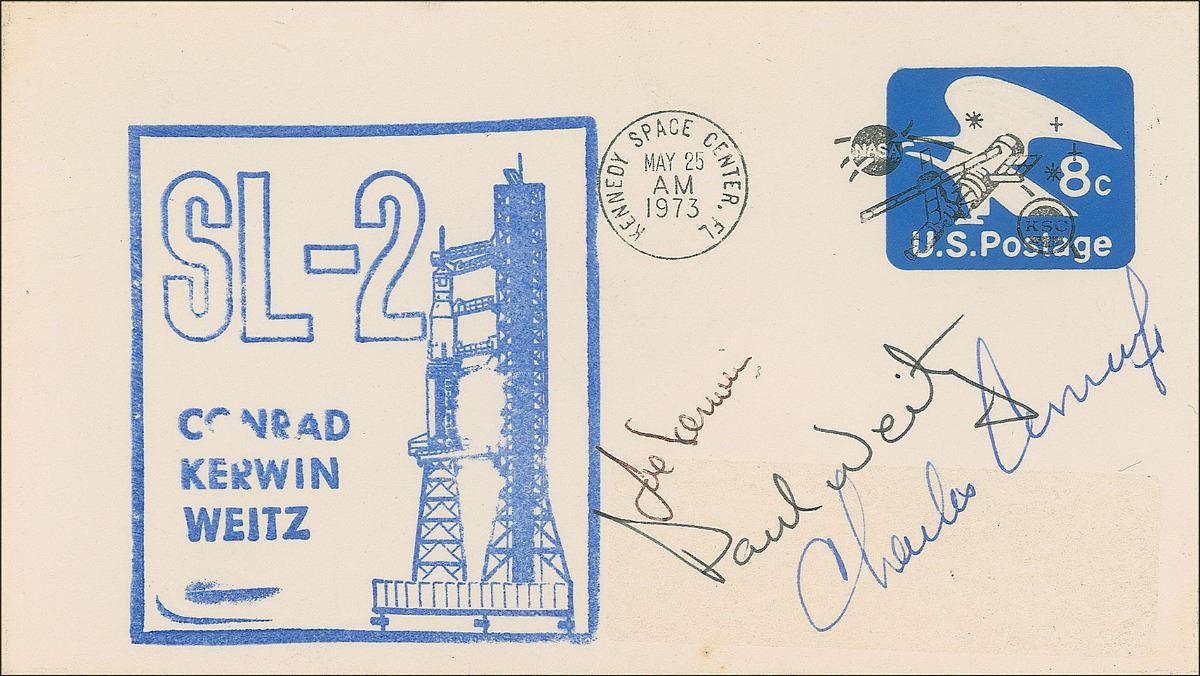 SL-2
CONRAD
KERWIN
WEITZ
KENNEDY SPACE CENTER, FL
MAY 25
AM
1973
NASA
8c
KSC
U.S.Postage
Joe Kerwin
Paul Weitz
Charles Conrad Jr